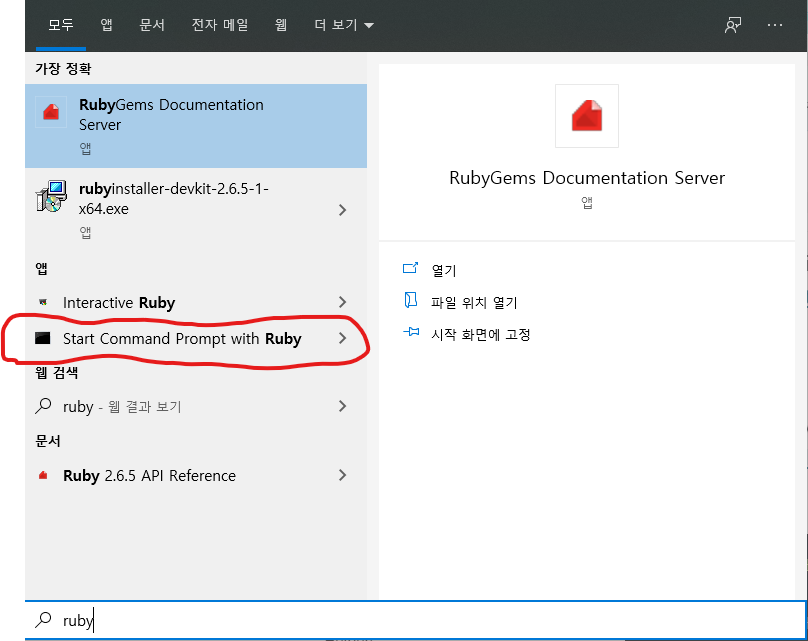 모두 앱 문서 전자 메일 웹 더 보기
가장 정확
RubyGems Documentation
Server
앱
rubyinstaller-devkit-2.6.5-1-
x64.exe
앱
앱
Interactive Ruby
Start Command Prompt with Ruby
웹 검색
ruby - 웹 결과 보기
문서
Ruby 2.6.5 API Reference
RubyGems Documentation Server
앱
열기
파일 위치 열기
시작 화면에 고정
ruby